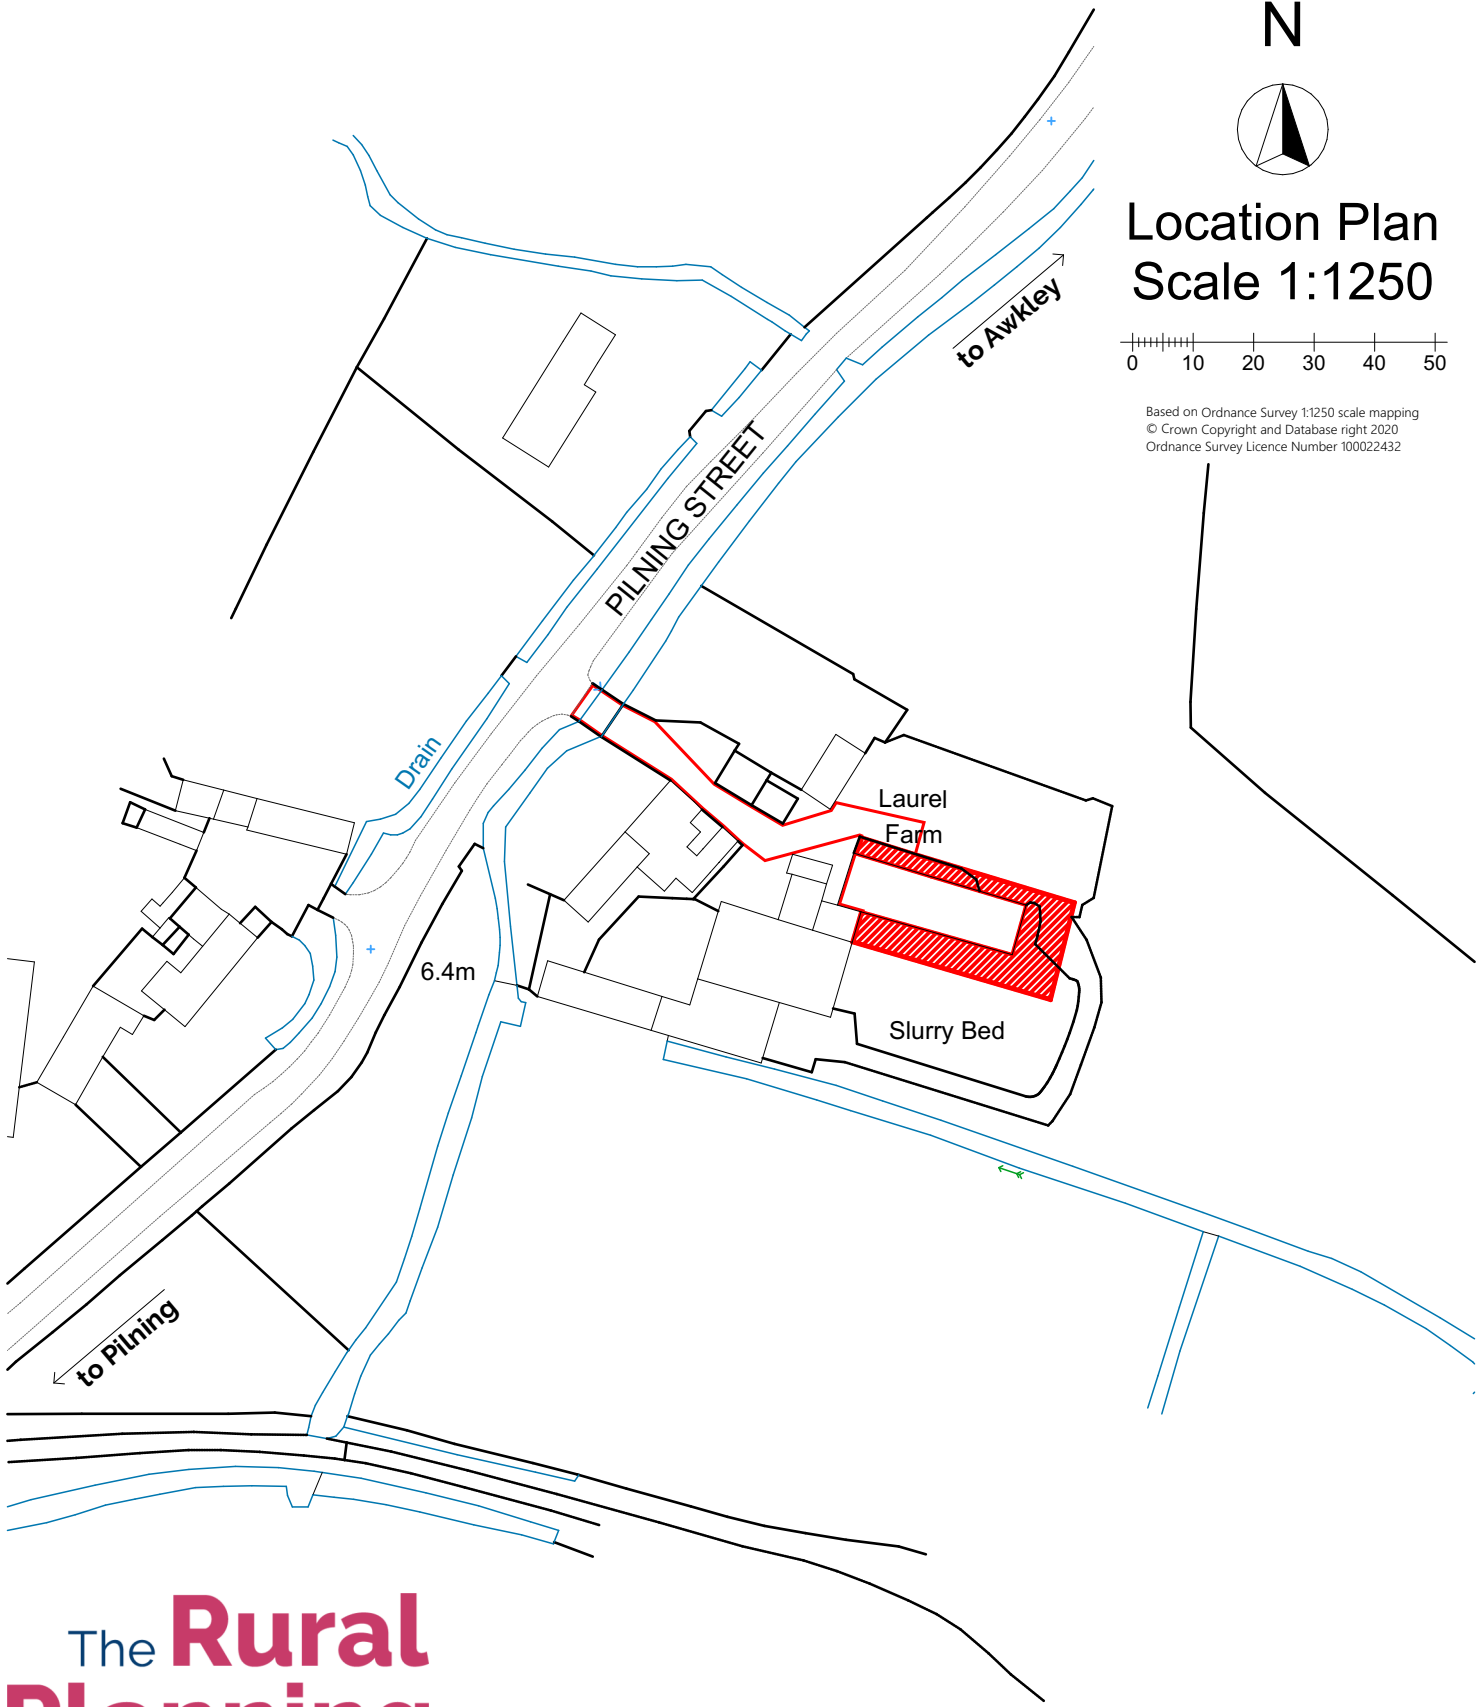 N
Location Plan
Scale 1:1250
0 10 20 30 40 50
Based on Ordnance Survey 1:1250 scale mapping
© Crown Copyright and Database right 2020
Ordnance Survey Licence Number 100022432
to Awkley
PILNING STREET
Drain
Laurel
Farm
6.4m
Slurry Bed
to Pilning
The Rural
Planning